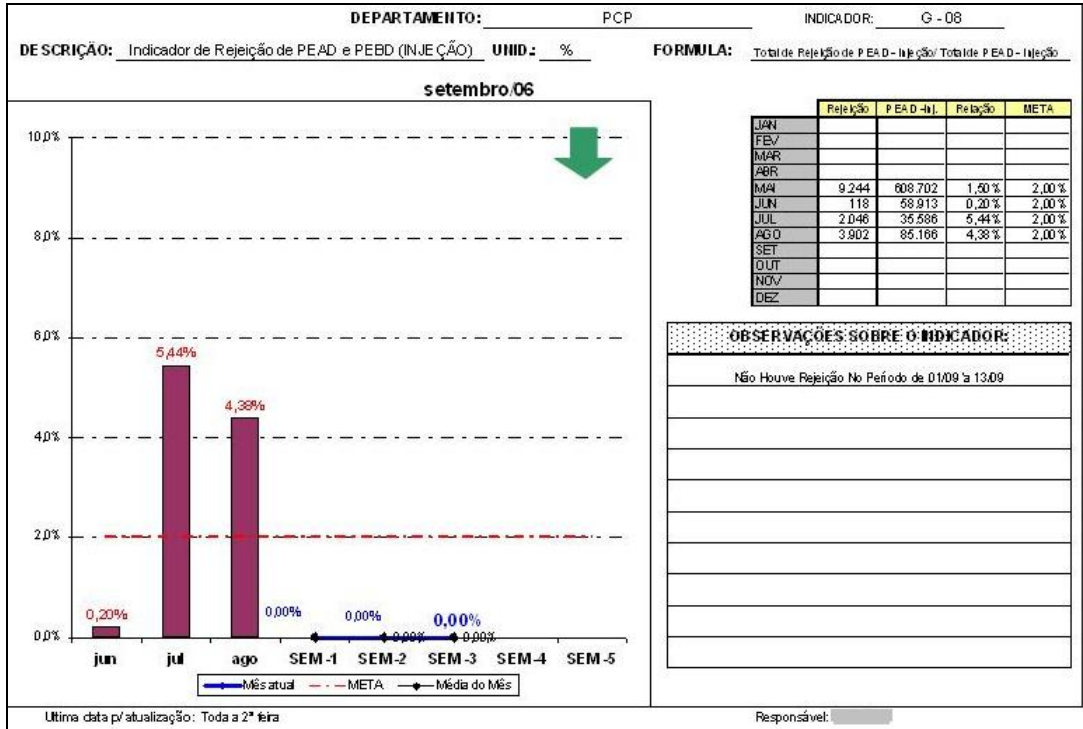 DEPARTAMENTO: PCP INDICADOR: G - 08
DESCRIÇÃO: Indicador de Rejeição de PEAD e PEBD (INJEÇÃO) UNID.: % FORMULA: Total de Rejeição de PEAD - Injeção/ Total de PEAD - Injeção
setembro/06
Rejeição PEAD -Inj. Relação META
JAN
FEV
MAR
ABR
MAI 9.244 608.702 1,50% 2,00%
JUN 118 58.913 0,20% 2,00%
JUL 2.046 35.586 5,44% 2,00%
AGO 3.902 85.166 4,38% 2,00%
SET
OUT
NOV
DEZ
OBSERVAÇÕES SOBRE O INDICADOR:
Não Houve Rejeição No Período de 01/09 'a 13/09
10,0%
8,0%
6,0%
5,44%
4,38%
4,0%
2,0%
0,20% 0,00% 0,00% 0,00%
0,0% 0,00% 0,00%
jun jul ago SEM-1 SEM-2 SEM-3 SEM-4 SEM-5
Mês atual META Média do Mês
Ultima data p/ atualização: Toda a 2ª feira Responsável: